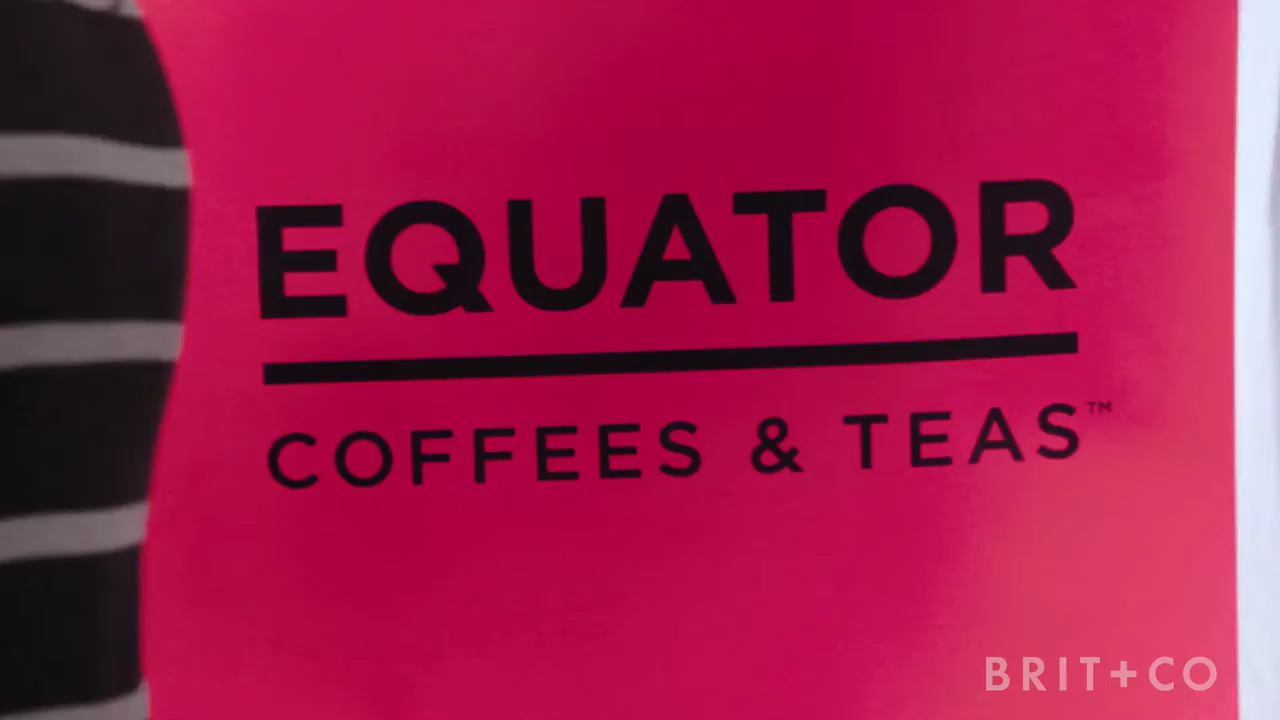 EQUATOR
COFFEES & TEAS™
BRIT+CO